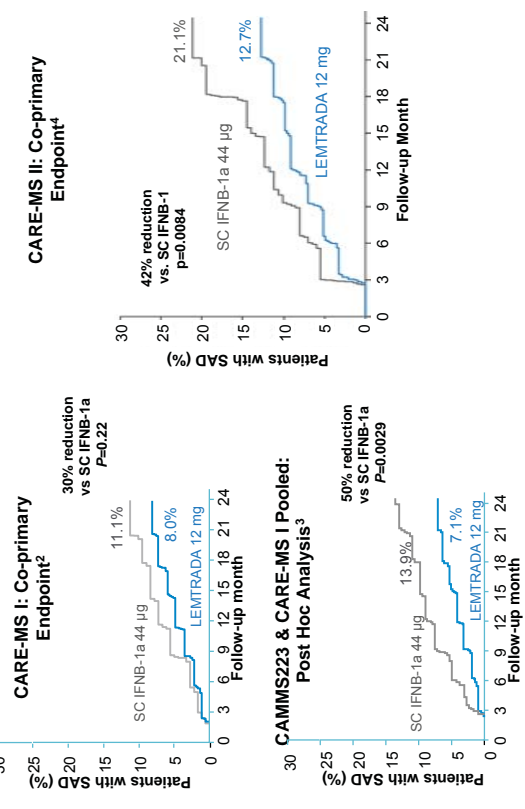 CARE-MS I: Co-primary
Endpoint2
30
25
20
15
10
5
0
Patients with SAD (%)
30% reduction
vs SC IFNB-1a
P=0.22
11.1%
8.0%
SC IFNB-1a 44 µg
LEMTRADA 12 mg
0 3 6 9 12 15 18 21 24
Follow-up month
CAMMS223 & CARE-MS I Pooled:
Post Hoc Analysis3
30
25
20
15
10
5
0
Patients with SAD (%)
50% reduction
vs SC IFNB-1a
P=0.0029
13.9%
7.1%
SC IFNB-1a 44 µg
LEMTRADA 12 mg
0 3 6 9 12 15 18 21 24
Follow-up month
CARE-MS II: Co-primary
Endpoint4
30
25
20
15
10
5
0
Patients with SAD (%)
42% reduction
vs. SC IFNB-1
p=0.0084
21.1%
12.7%
SC IFNB-1a 44 µg
LEMTRADA 12 mg
0 3 6 9 12 15 18 21 24
Follow-up Month